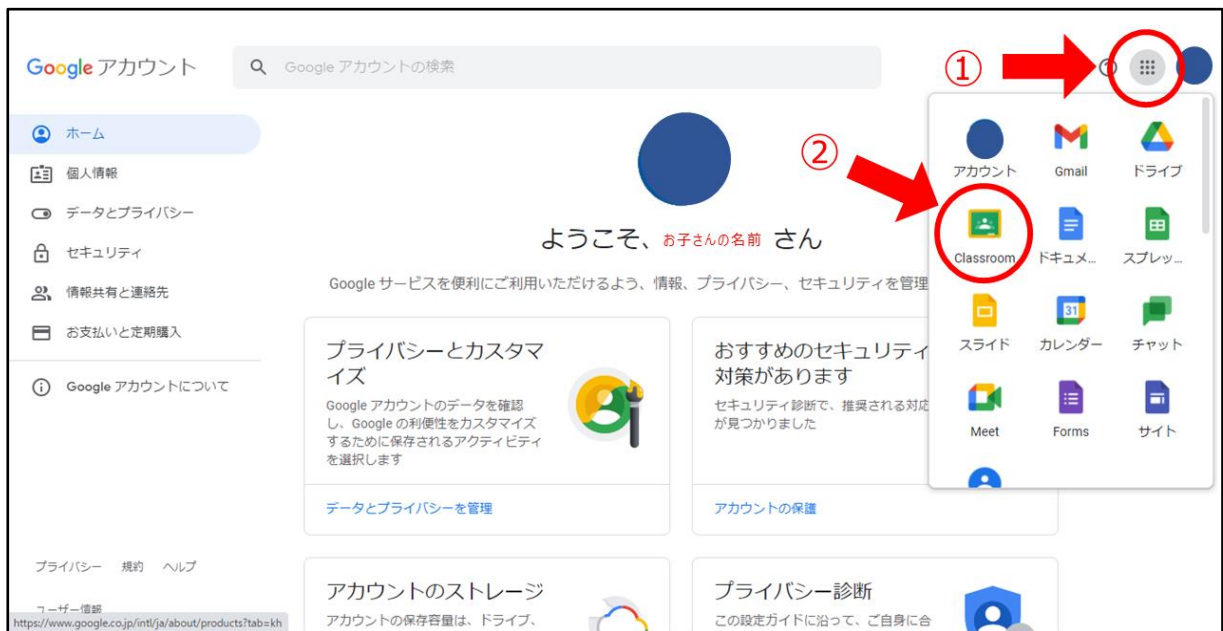 Google アカウント
Google アカウントの検索
①
ホーム
個人情報
データとプライバシー
セキュリティ
情報共有と連絡先
お支払いと定期購入
Google アカウントについて
プライバシー 規約 ヘルプ
ユーザー情報
https://www.google.co.jp/intl/ja/about/products?tab=kh
ようこそ、お子さんの名前 さん
Google サービスを便利にご利用いただけるよう、情報、プライバシー、セキュリティを管理
プライバシーとカスタマ
イズ
Google アカウントのデータを確認
し、Google の利便性をカスタマイズ
するために保存されるアクティビティ
を選択します
データとプライバシーを管理
おすすめのセキュリティ
対策があります
セキュリティ診断で、推奨される対応
が見つかりました
アカウントの保護
アカウントのストレージ
アカウントの保存容量は、ドライブ、
プライバシー診断
この設定ガイドに沿って、ご自身に合
②
アカウント Gmail ドライブ
Classroom ドキュメ... スプレッ...
31
スライド カレンダー チャット
Meet Forms サイト